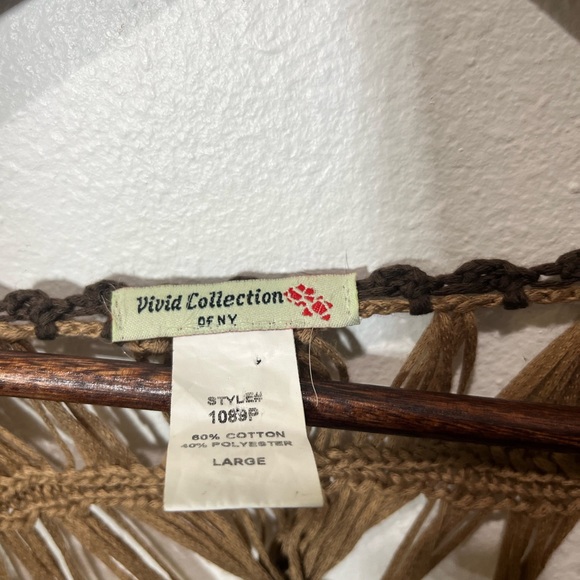 Vivid Collection
OF NY
STYLE#
1089P
60% COTTON
40% POLYESTER
LARGE